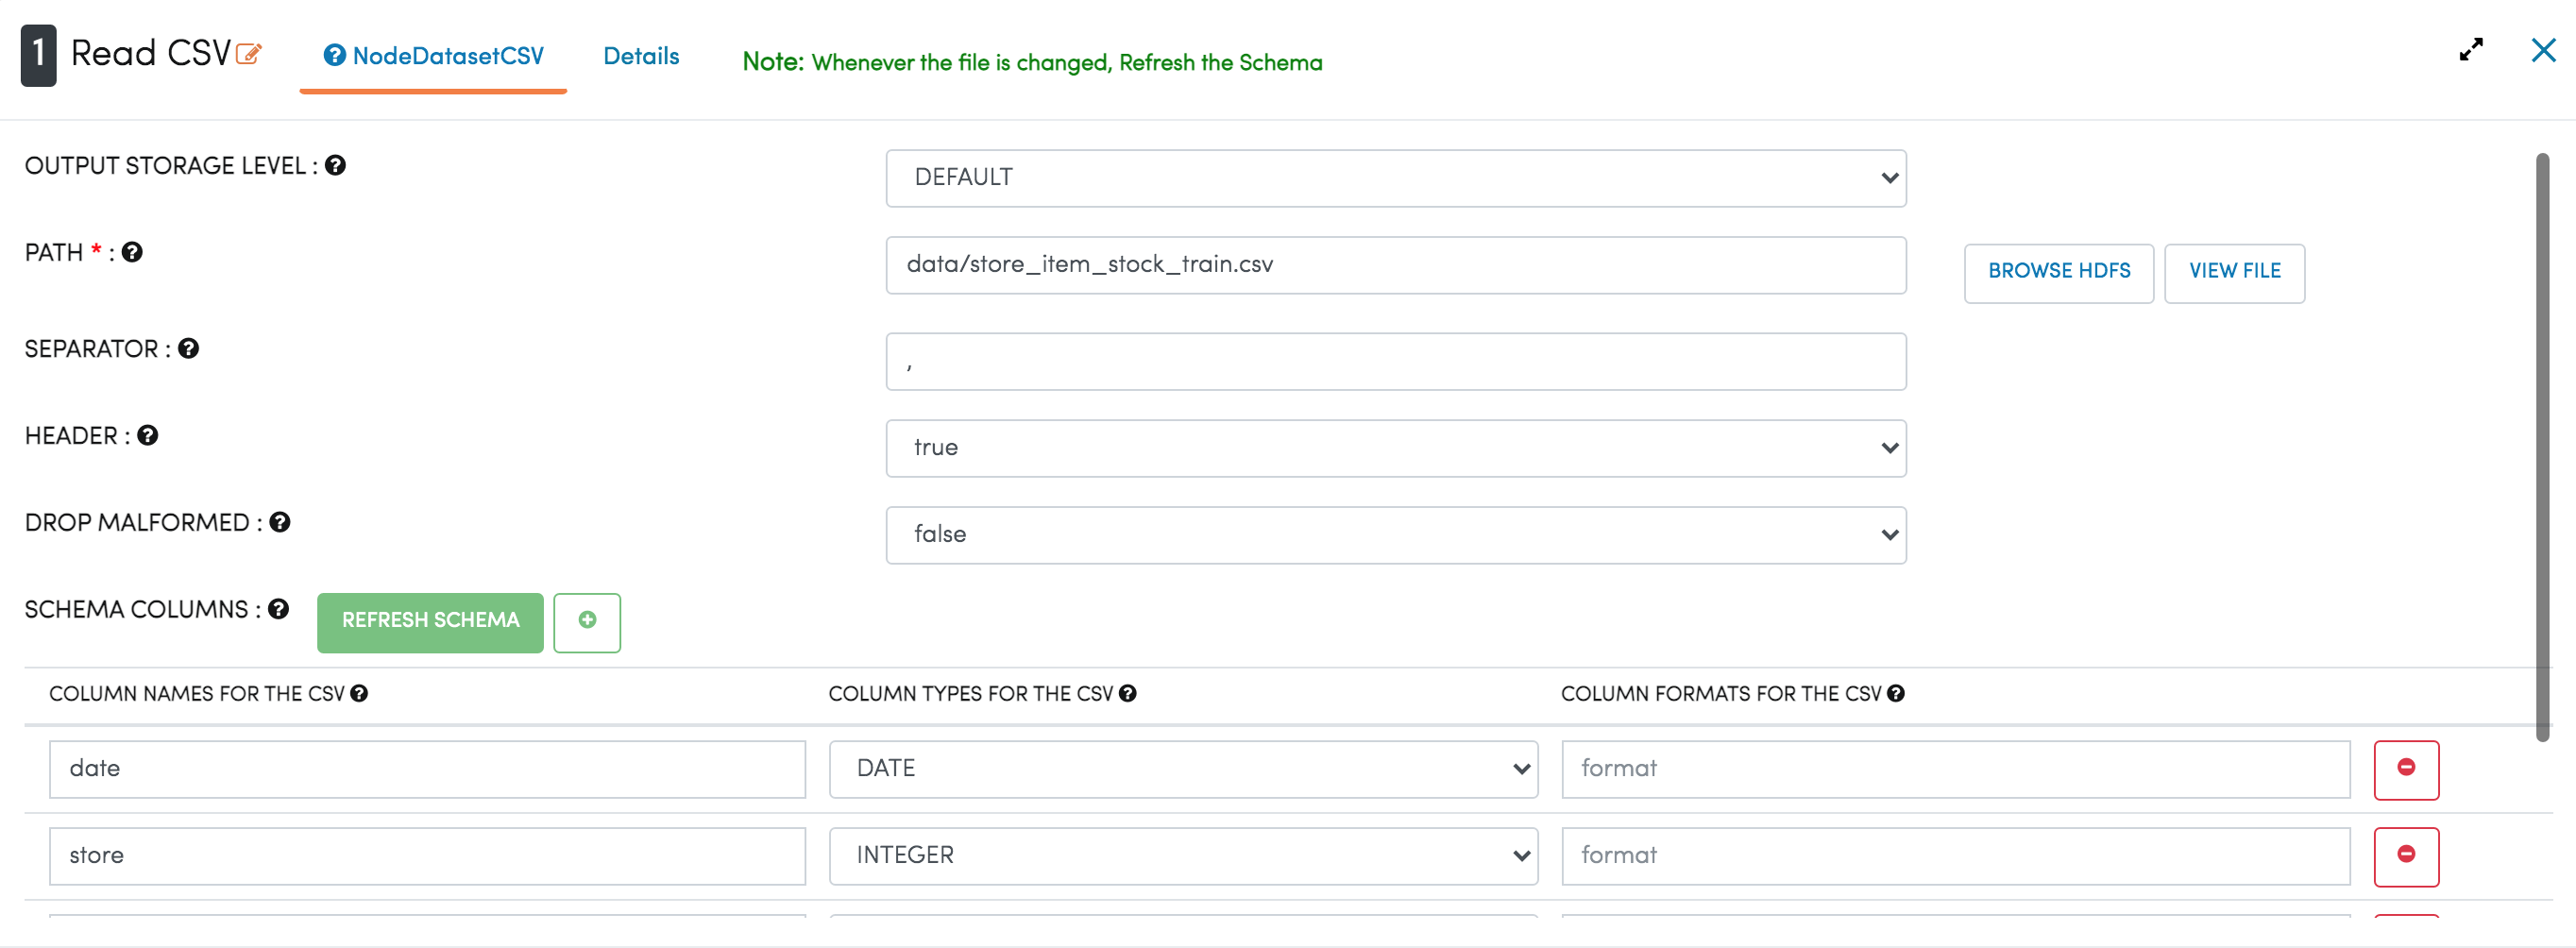 1 Read CSV NodeDatasetCSV Details Note: Whenever the file is changed, Refresh the Schema
OUTPUT STORAGE LEVEL : DEFAULT
PATH * : data/store_item_stock_train.csv BROWSE HDFS VIEW FILE
SEPARATOR : ,
HEADER : true
DROP MALFORMED : false
SCHEMA COLUMNS : REFRESH SCHEMA
COLUMN NAMES FOR THE CSV COLUMN TYPES FOR THE CSV COLUMN FORMATS FOR THE CSV
date DATE format
store INTEGER format